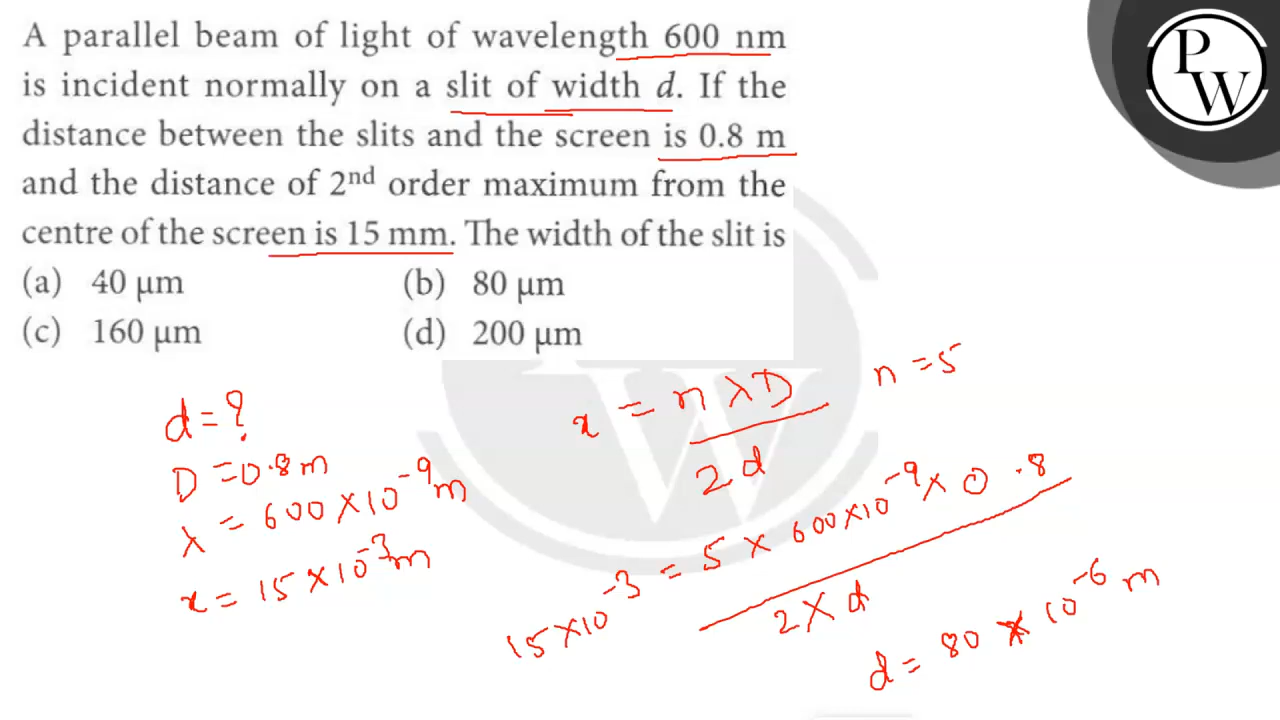 A parallel beam of light of wavelength 600 nm
is incident normally on a slit of width d. If the
distance between the slits and the screen is 0.8 m
and the distance of 2nd order maximum from the
centre of the screen is 15 mm. The width of the slit is
(a) 40 μm (b) 80 μm
(c) 160 μm (d) 200 μm
P
W
d = ?
D = 0.8 m
λ = 600 × 10⁻⁹ m
x = 15 × 10⁻³ m
x = nλD / 2d
n = 5
15 × 10⁻³ = 5 × 600 × 10⁻⁹ × 0.8 / 2 × d
d = 80 × 10⁻⁶ m